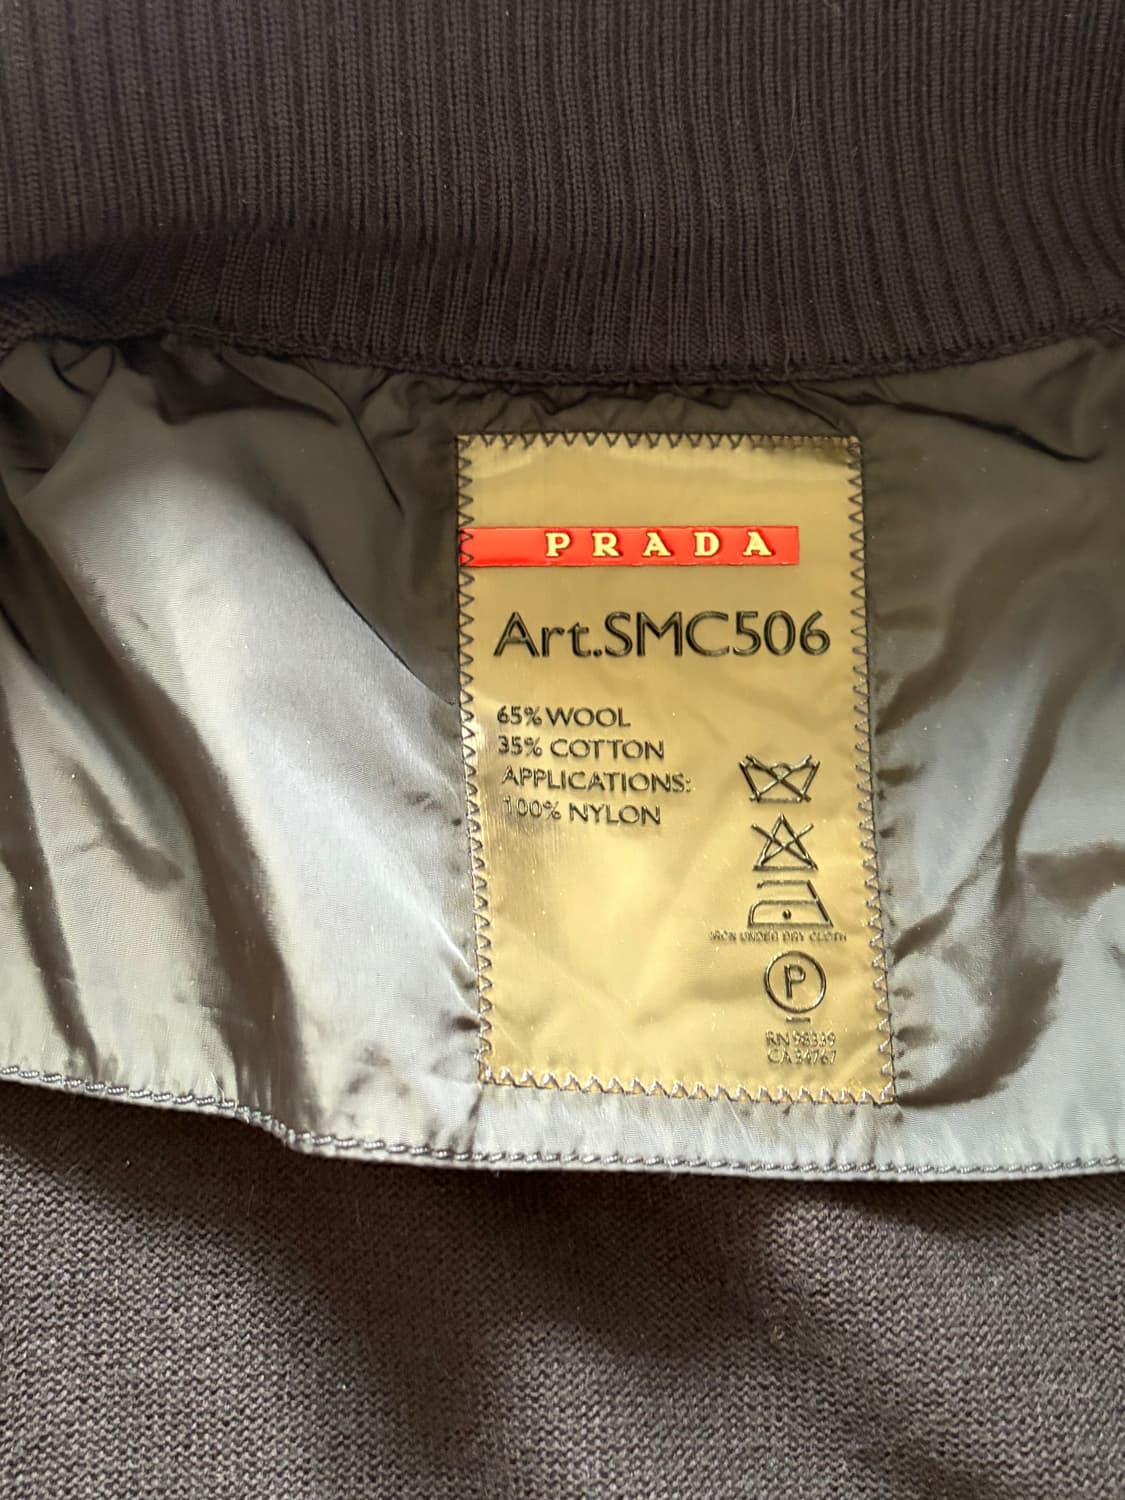 PRADA
Art.SMC506
65% WOOL
35% COTTON
APPLICATIONS:
100% NYLON
IRON UNDER DRY CLOTH
P
RN 98339
CA 34767